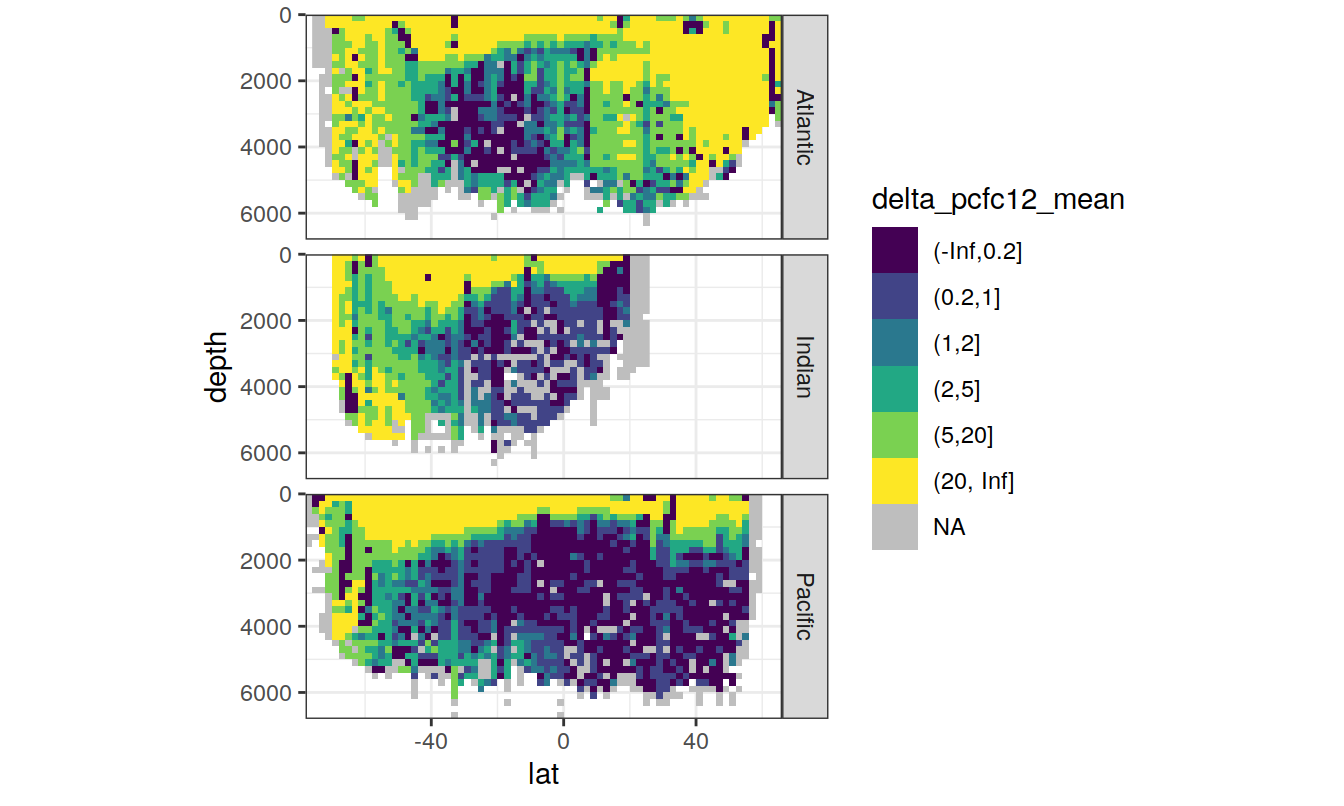 0
2000
4000
6000
Atlantic
0
2000
4000
6000
Indian
0
2000
4000
6000
Pacific
-40
0
40
lat
depth
delta_pcfc12_mean
(-Inf,0.2]
(0.2,1]
(1,2]
(2,5]
(5,20]
(20, Inf]
NA